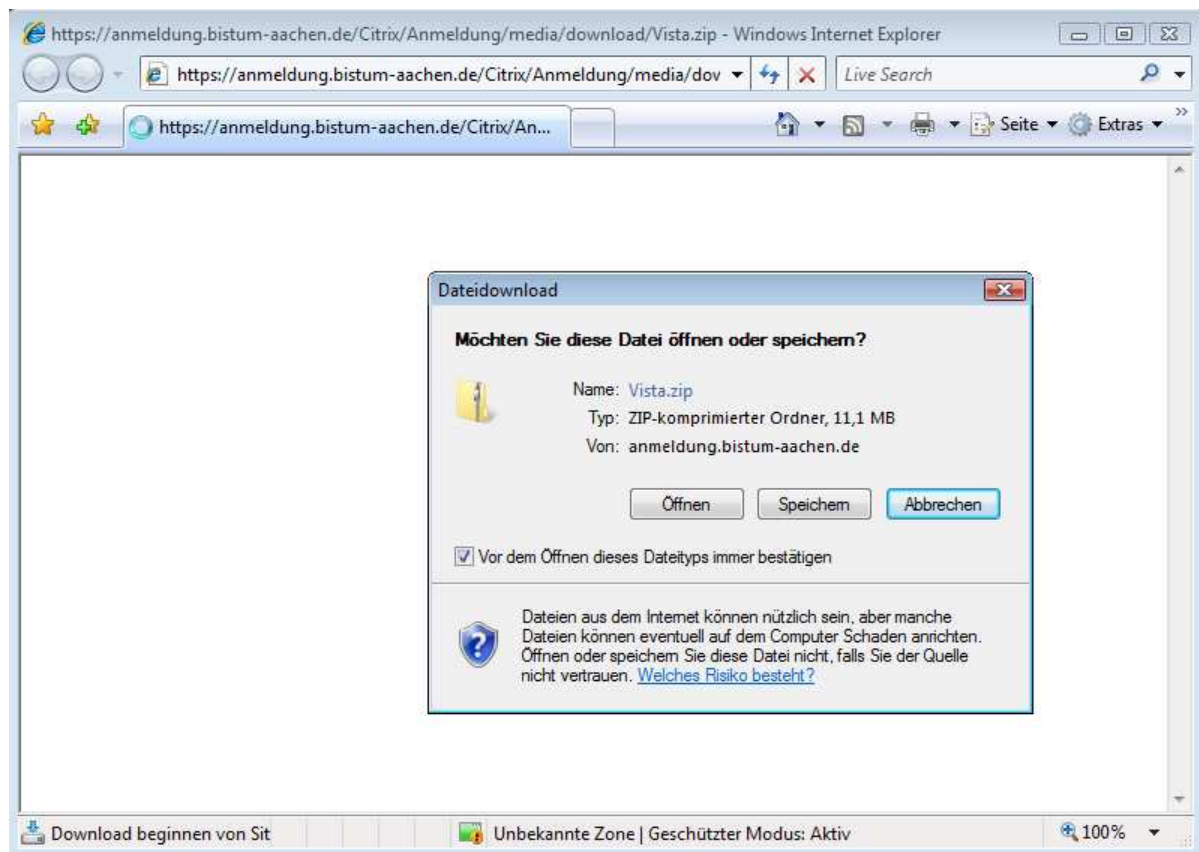 https://anmeldung.bistum-aachen.de/Citrix/Anmeldung/media/download/Vista.zip - Windows Internet Explorer
https://anmeldung.bistum-aachen.de/Citrix/Anmeldung/media/dov
Live Search
https://anmeldung.bistum-aachen.de/Citrix/An...
Seite
Extras
Dateidownload
Möchten Sie diese Datei öffnen oder speichern?
Name: Vista.zip
Typ: ZIP-komprimierter Ordner, 11,1 MB
Von: anmeldung.bistum-aachen.de
Öffnen
Speichern
Abbrechen
Vor dem Öffnen dieses Dateityps immer bestätigen
Dateien aus dem Internet können nützlich sein, aber manche
Dateien können eventuell auf dem Computer Schaden anrichten.
Öffnen oder speichern Sie diese Datei nicht, falls Sie der Quelle
nicht vertrauen. Welches Risiko besteht?
Download beginnen von Sit
Unbekannte Zone | Geschützter Modus: Aktiv
100%